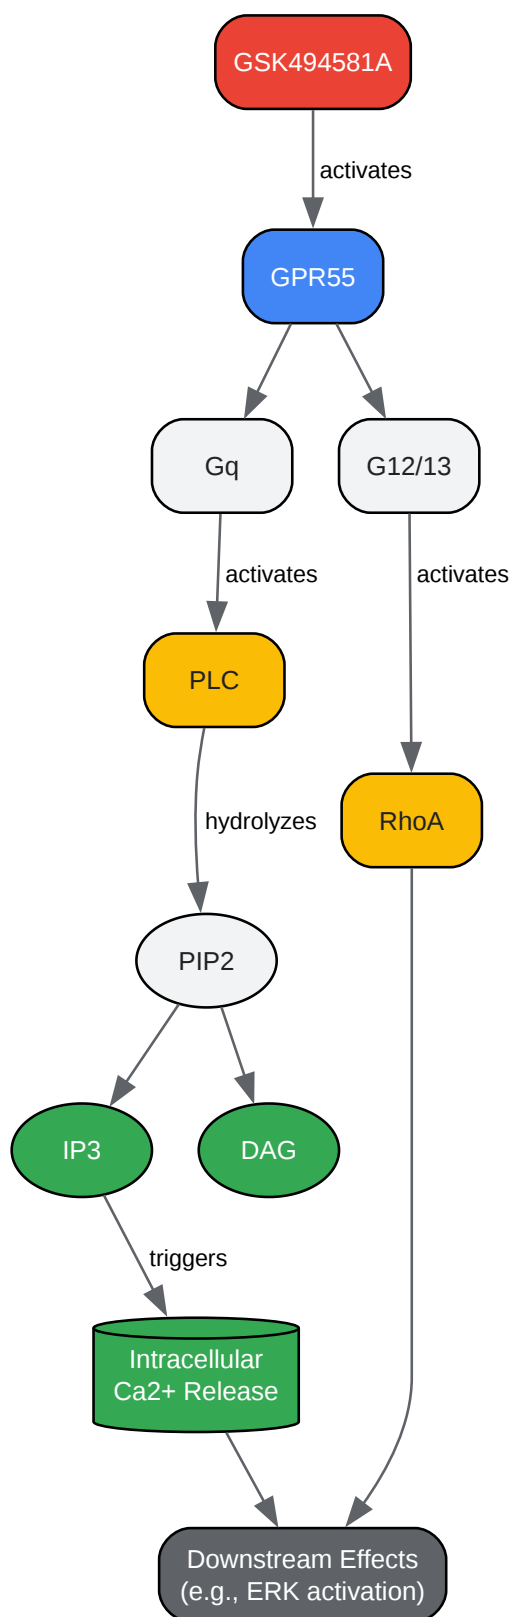 GSK494581A
activates
GPR55
Gq
G12/13
activates
activates
PLC
hydrolyzes
RhoA
PIP2
IP3
DAG
triggers
Intracellular
Ca2+ Release
Downstream Effects
(e.g., ERK activation)